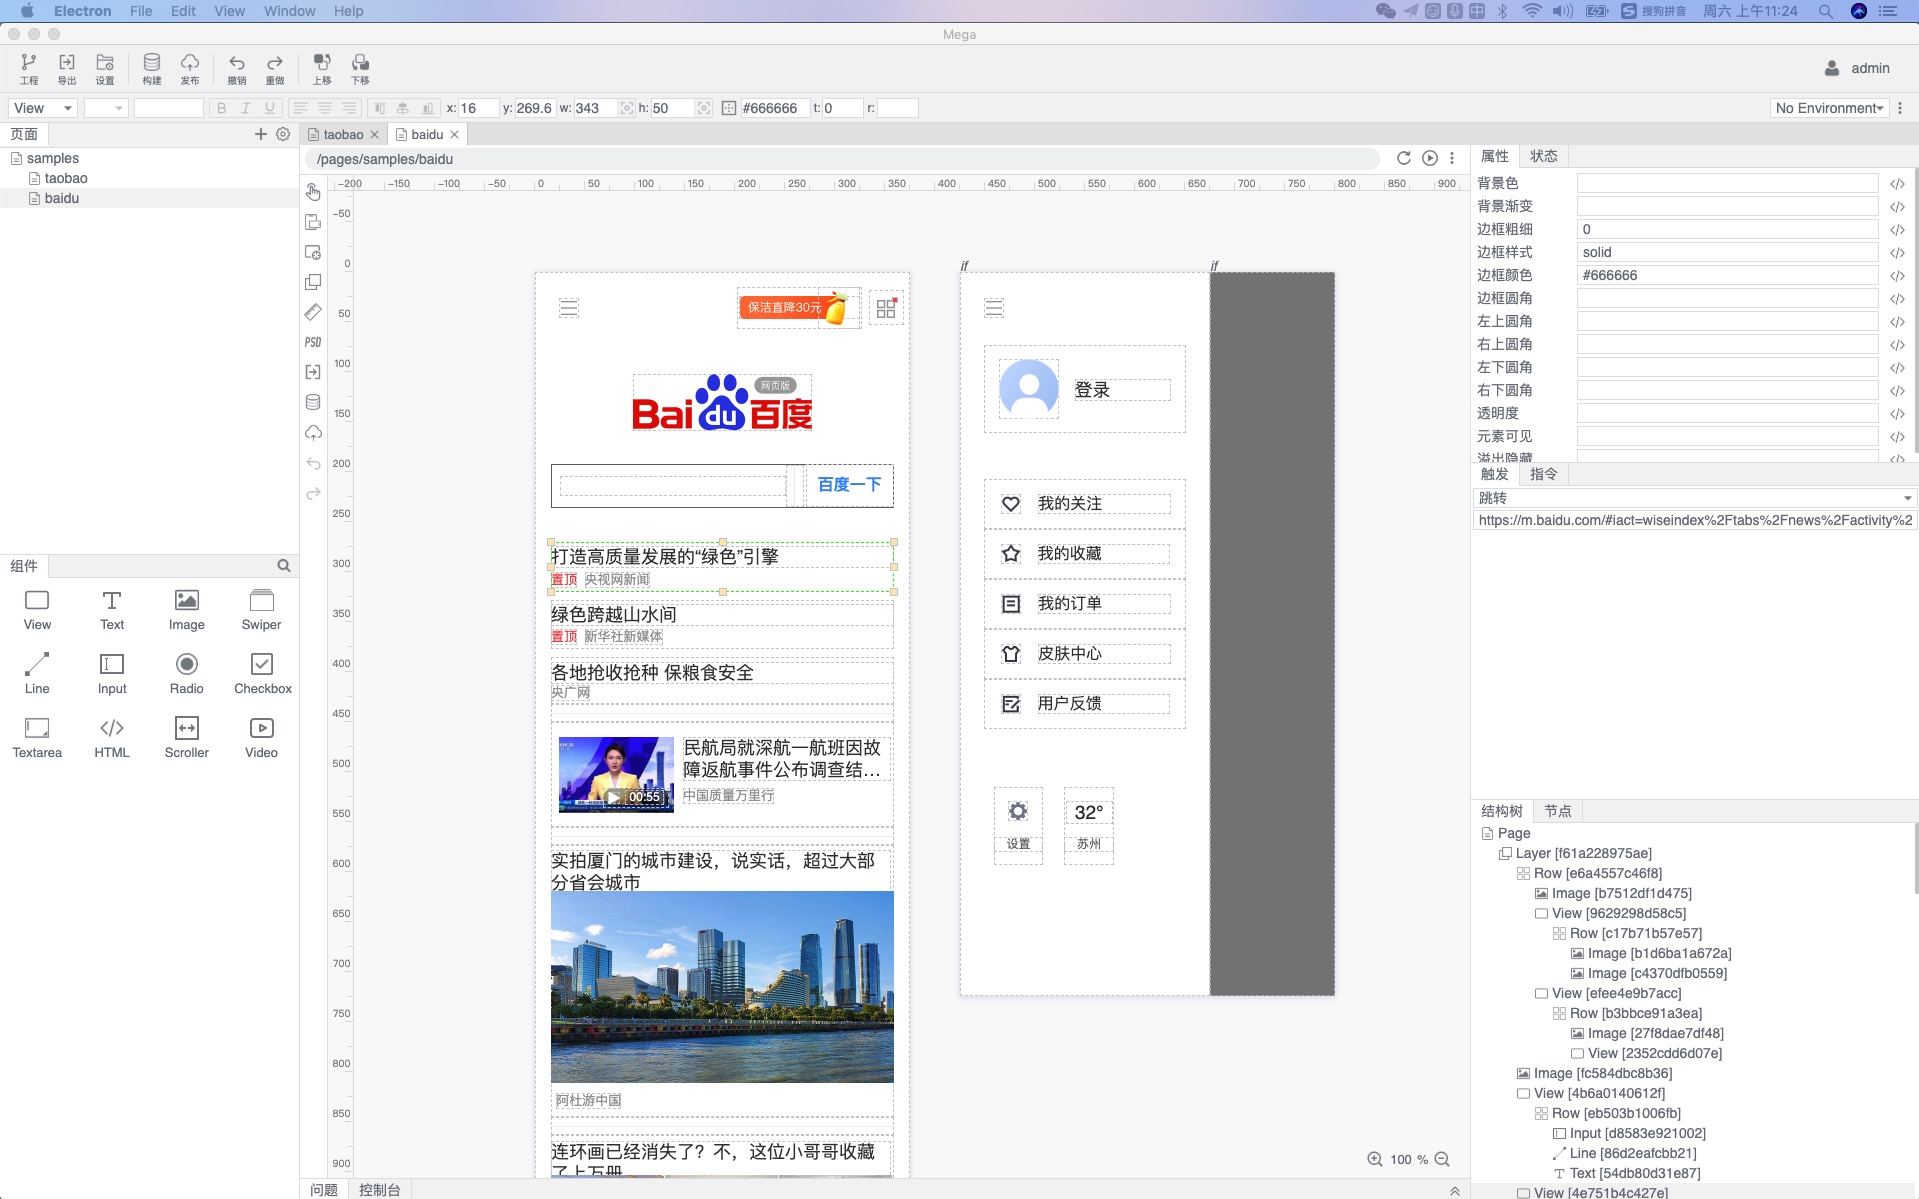 Electron File Edit View Window Help
搜狗拼音 周六 上午11:24
Mega
工程 导出 设置 构建 发布 撤销 重做 上移 下移
admin
View B I U x: 16 y: 269.6 w: 343 h: 50 #666666 t: 0 r:
No Environment
页面
samples
taobao
baidu
组件
View Text Image Swiper
Line Input Radio Checkbox
Textarea HTML Scroller Video
taobao baidu
/pages/samples/baidu
-200 -150 -100 -50 0 50 100 150 200 250 300 350 400 450 500 550 600 650 700 750 800 850 900
-50
0
50
100
150
200
250
300
350
400
450
500
550
600
650
700
750
800
850
900
PSD
保洁直降30元
网页版
Bai du 百度
百度一下
打造高质量发展的“绿色”引擎
置顶 央视网新闻
绿色跨越山水间
置顶 新华社新媒体
各地抢收抢种 保粮食安全
央广网
民航局就深航一航班因故
障返航事件公布调查结...
00:55
中国质量万里行
实拍厦门的城市建设，说实话，超过大部
分省会城市
阿杜游中国
连环画已经消失了？不，这位小哥哥收藏
了上万册
if
if
登录
我的关注
我的收藏
我的订单
皮肤中心
用户反馈
设置
32°
苏州
100 %
问题 控制台
属性 状态
背景色
背景渐变
边框粗细 0
边框样式 solid
边框颜色 #666666
边框圆角
左上圆角
右上圆角
左下圆角
右下圆角
透明度
元素可见
溢出隐藏
触发 指令
跳转
https://m.baidu.com/#iact=wiseindex%2Ftabs%2Fnews%2Factivity%2
结构树 节点
Page
Layer [f61a228975ae]
Row [e6a4557c46f8]
Image [b7512df1d475]
View [9629298d58c5]
Row [c17b71b57e57]
Image [b1d6ba1a672a]
Image [c4370dfb0559]
View [efee4e9b7acc]
Row [b3bbce91a3ea]
Image [27f8dae7df48]
View [2352cdd6d07e]
Image [fc584dbc8b36]
View [4b6a0140612f]
Row [eb503b1006fb]
Input [d8583e921002]
Line [86d2eafcbb21]
Text [54db80d31e87]
View [4e751b4c427e]